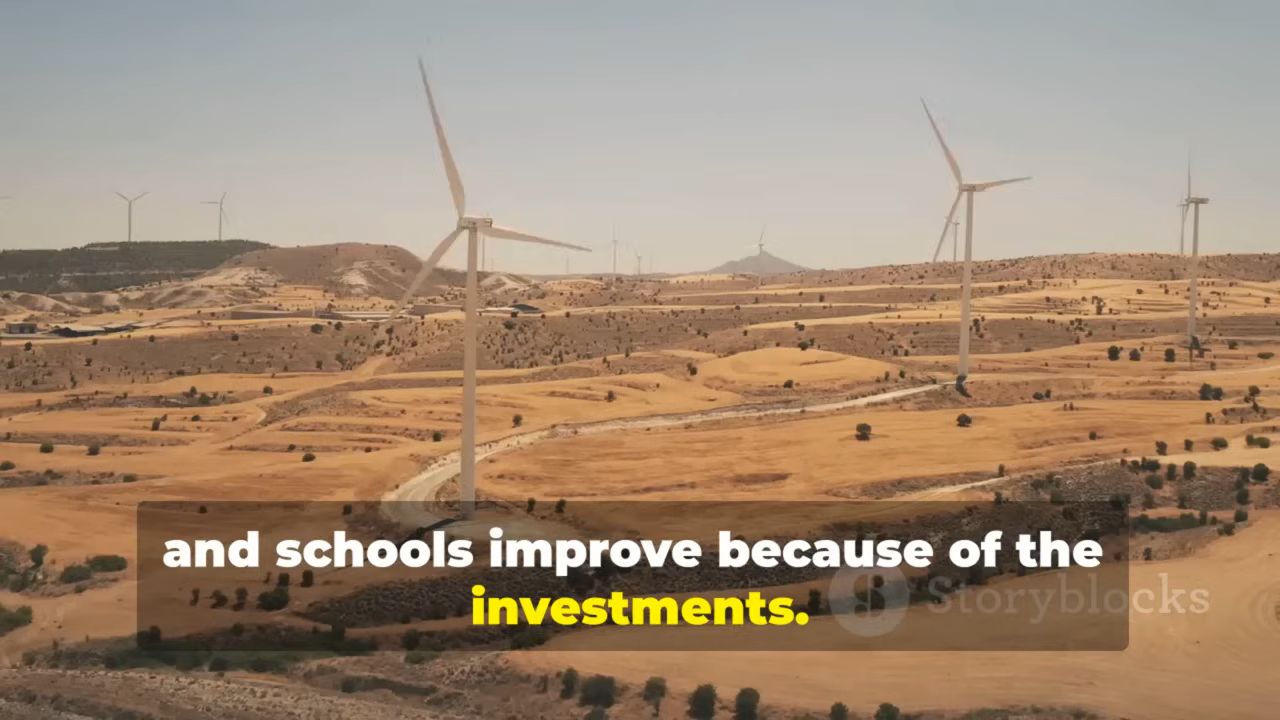 and schools improve because of the
investments.
Storyblocks